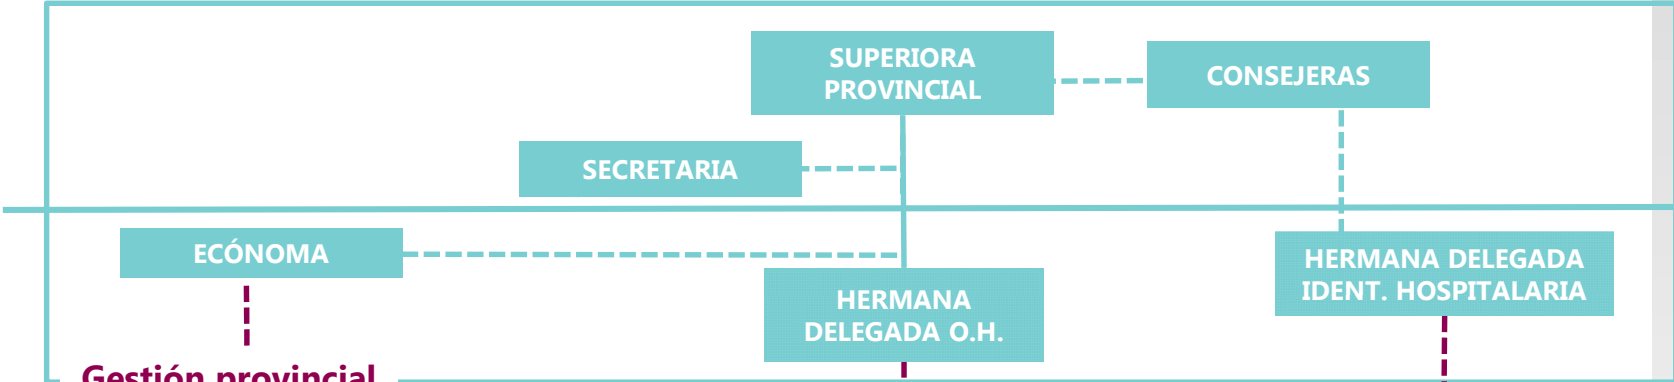 SUPERIORA
PROVINCIAL
CONSEJERAS
SECRETARIA
ECÓNOMA
HERMANA DELEGADA
IDENT. HOSPITALARIA
HERMANA
DELEGADA O.H.
Gestión provincial